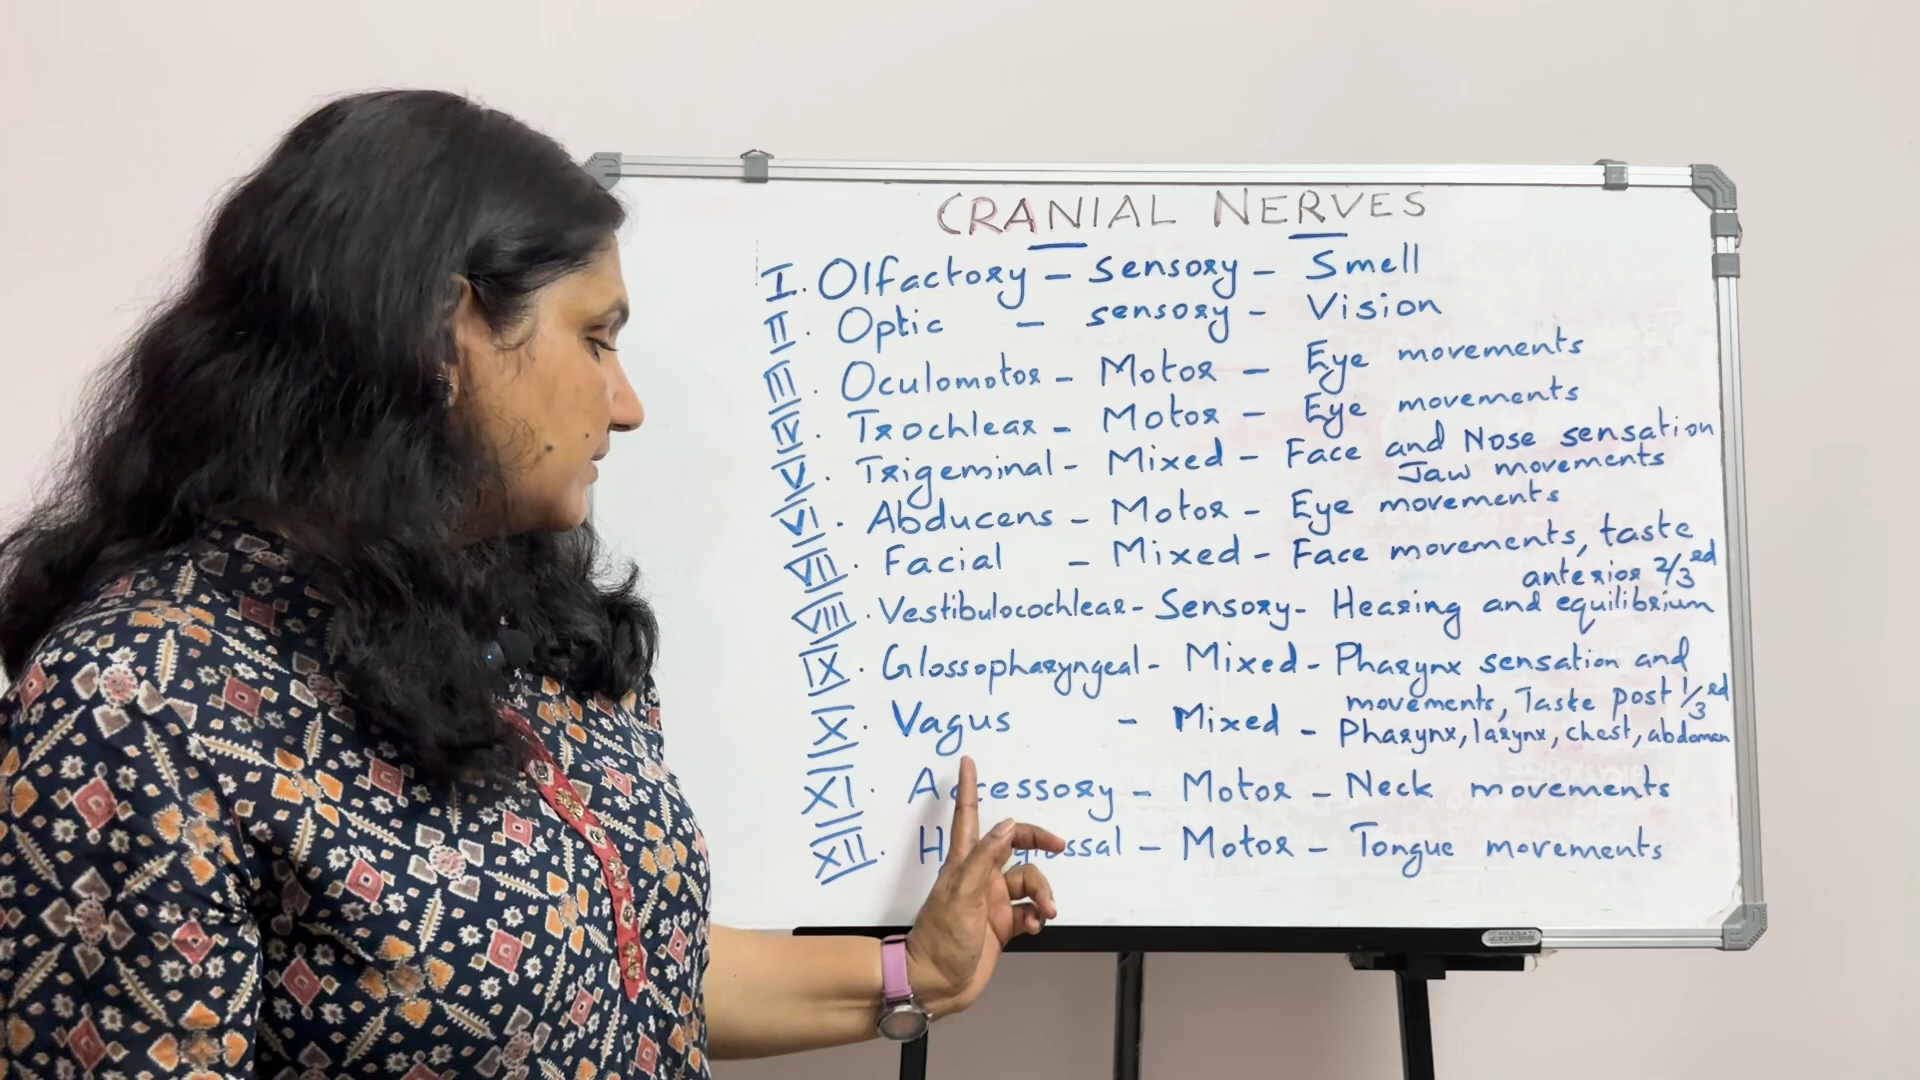 CRANIAL NERVES
I. Olfactory - Sensory - Smell
II. Optic - sensory - Vision
III. Oculomotor - Motor - Eye movements
IV. Trochlear - Motor - Eye movements
V. Trigeminal - Mixed - Face and Nose sensation
Jaw movements
VI. Abducens - Motor - Eye movements
VII. Facial - Mixed - Face movements, taste
anterior 2/3rd
VIII. Vestibulocochlear - Sensory - Hearing and equilibrium
IX. Glossopharyngeal - Mixed - Pharynx sensation and
movements, Taste post 1/3rd
X. Vagus - Mixed - Pharynx, larynx, chest, abdomen
XI. Accessory - Motor - Neck movements
XII. - Motor - Tongue movements